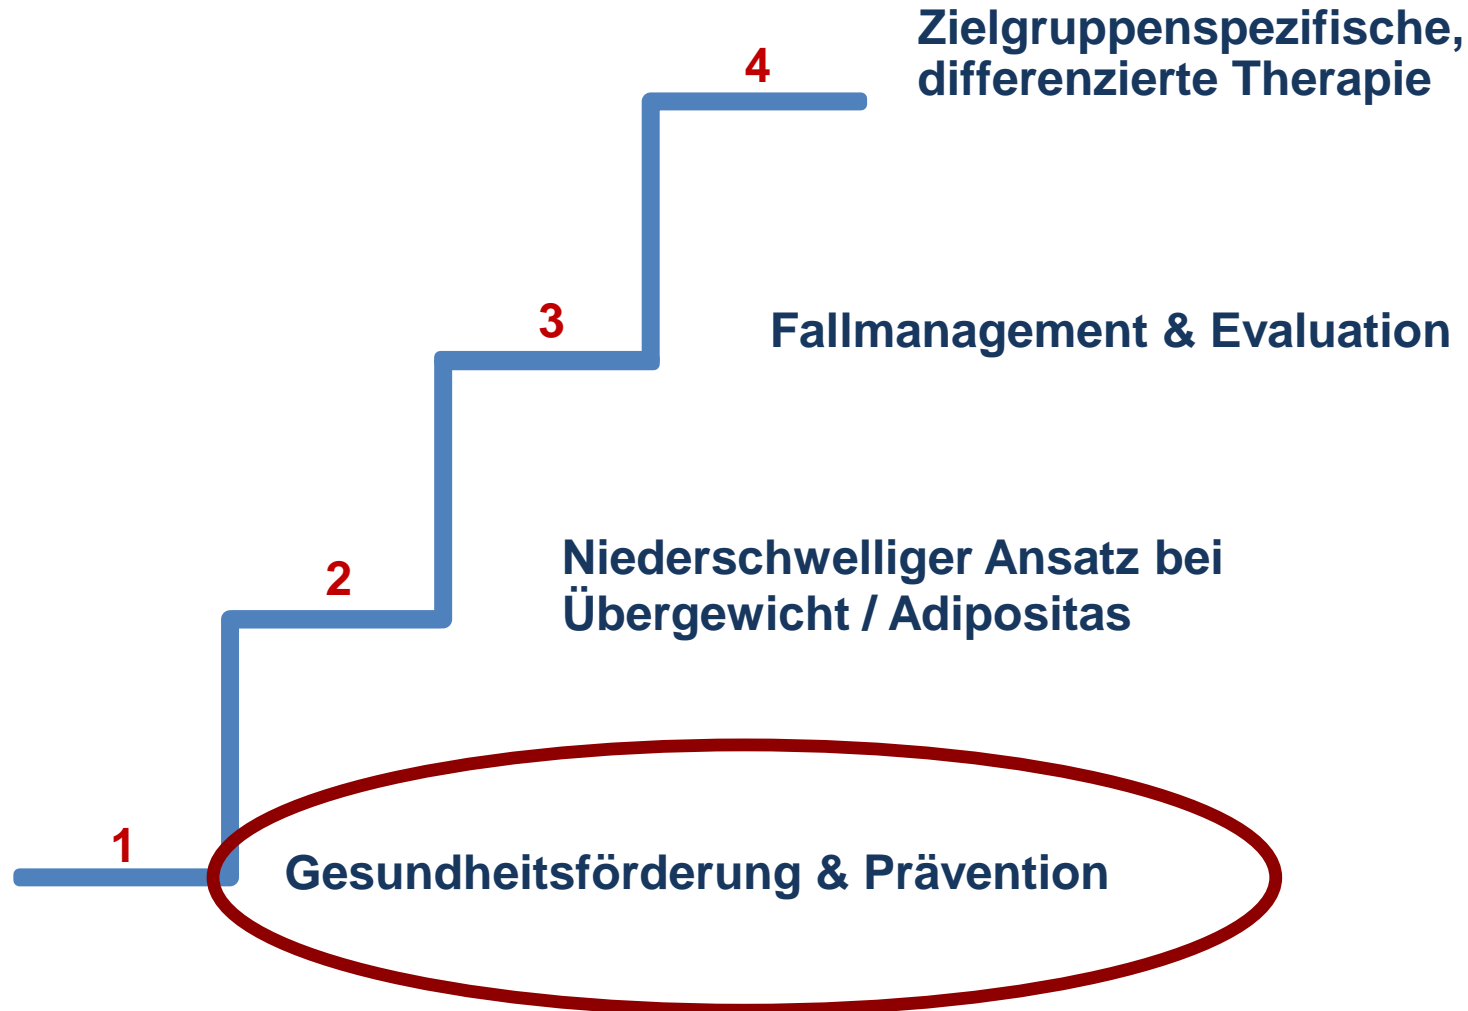 Zielgruppenspezifische,
differenzierte Therapie
4
3
Fallmanagement & Evaluation
Niederschwelliger Ansatz bei
Übergewicht / Adipositas
2
1
Gesundheitsförderung & Prävention